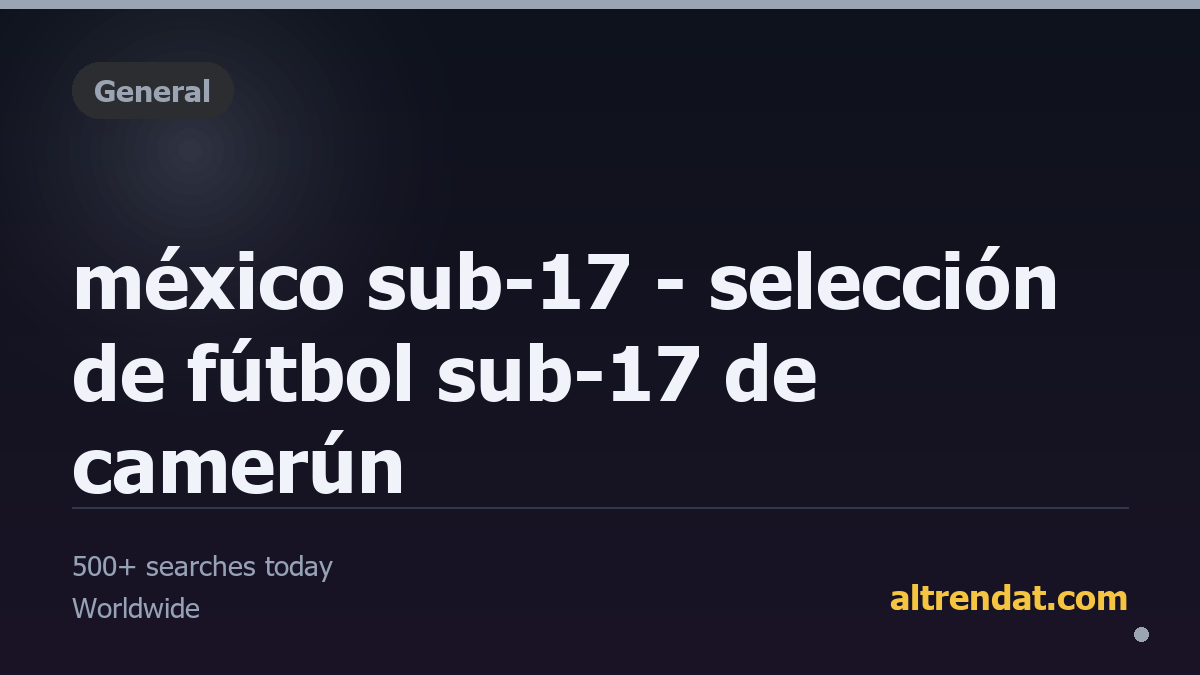 General
méxico sub-17 - selección
de fútbol sub-17 de
camerún
500+ searches today
Worldwide
altrendat.com